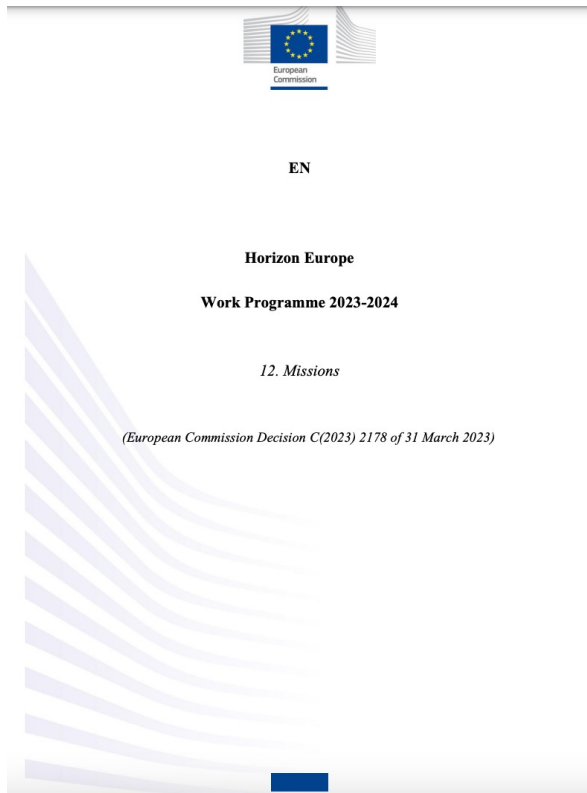 European
Commission
EN
Horizon Europe
Work Programme 2023-2024
12. Missions
(European Commission Decision C(2023) 2178 of 31 March 2023)